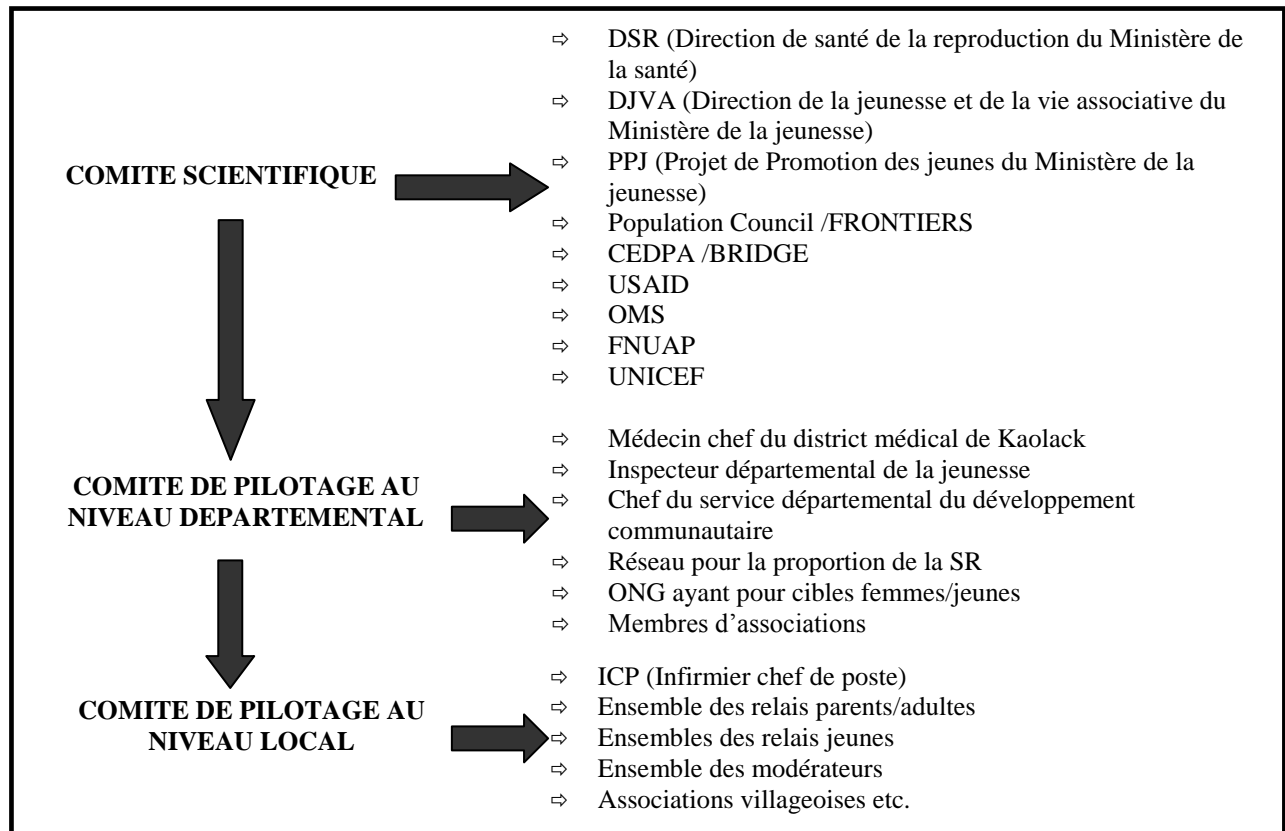 COMITE SCIENTIFIQUE
⇨ DSR (Direction de santé de la reproduction du Ministère de
la santé)
⇨ DJVA (Direction de la jeunesse et de la vie associative du
Ministère de la jeunesse)
⇨ PPJ (Projet de Promotion des jeunes du Ministère de la
jeunesse)
⇨ Population Council /FRONTIERS
⇨ CEDPA /BRIDGE
⇨ USAID
⇨ OMS
⇨ FNUAP
⇨ UNICEF
COMITE DE PILOTAGE AU
NIVEAU DEPARTEMENTAL
⇨ Médecin chef du district médical de Kaolack
⇨ Inspecteur départemental de la jeunesse
⇨ Chef du service départemental du développement
communautaire
⇨ Réseau pour la proportion de la SR
⇨ ONG ayant pour cibles femmes/jeunes
⇨ Membres d’associations
COMITE DE PILOTAGE AU
NIVEAU LOCAL
⇨ ICP (Infirmier chef de poste)
⇨ Ensemble des relais parents/adultes
⇨ Ensembles des relais jeunes
⇨ Ensemble des modérateurs
⇨ Associations villageoises etc.